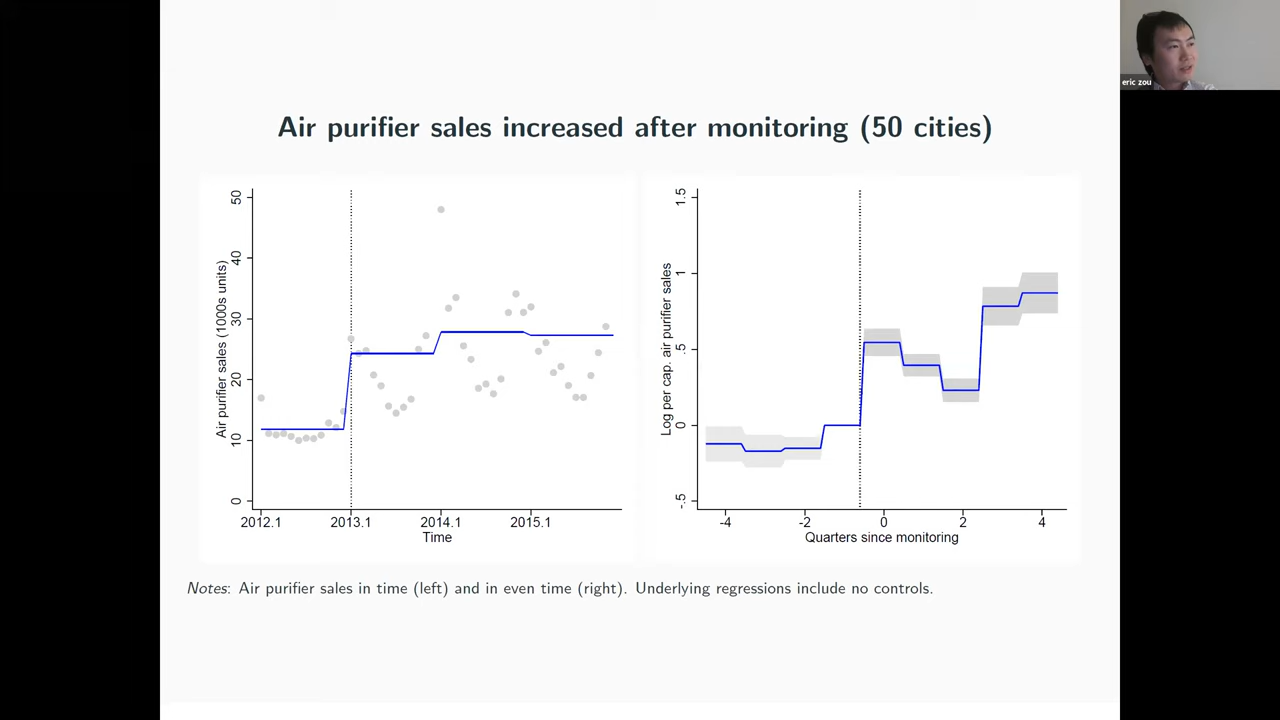 eric zou
Air purifier sales increased after monitoring (50 cities)
Air purifier sales (1000s units)
50
40
30
20
10
0
2012.1 2013.1 2014.1 2015.1
Time
Log per cap. air purifier sales
1.5
1
.5
0
-.5
-4 -2 0 2 4
Quarters since monitoring
Notes: Air purifier sales in time (left) and in even time (right). Underlying regressions include no controls.